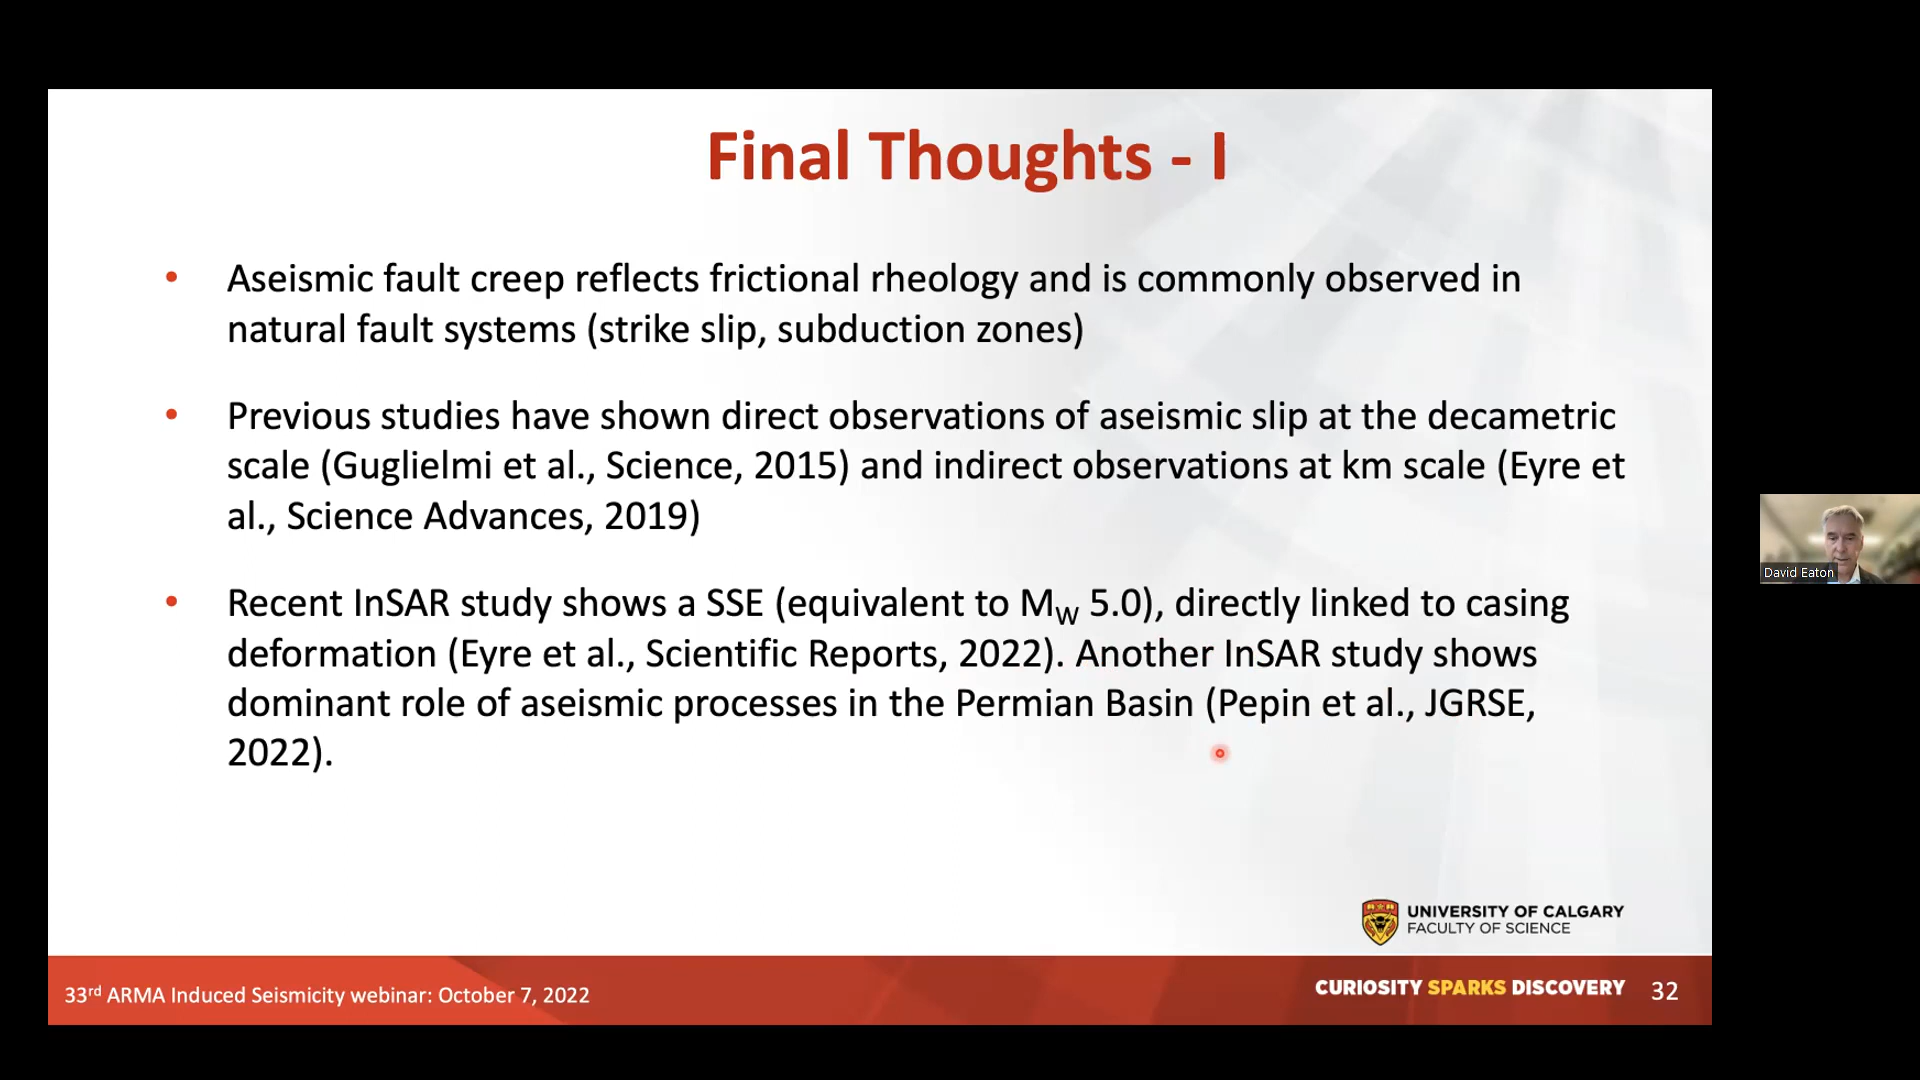 Final Thoughts - I
• Aseismic fault creep reflects frictional rheology and is commonly observed in
natural fault systems (strike slip, subduction zones)
• Previous studies have shown direct observations of aseismic slip at the decametric
scale (Guglielmi et al., Science, 2015) and indirect observations at km scale (Eyre et
al., Science Advances, 2019)
• Recent InSAR study shows a SSE (equivalent to MW 5.0), directly linked to casing
deformation (Eyre et al., Scientific Reports, 2022). Another InSAR study shows
dominant role of aseismic processes in the Permian Basin (Pepin et al., JGRSE,
2022).
David Eaton
UNIVERSITY OF CALGARY
FACULTY OF SCIENCE
33rd ARMA Induced Seismicity webinar: October 7, 2022
CURIOSITY SPARKS DISCOVERY
32